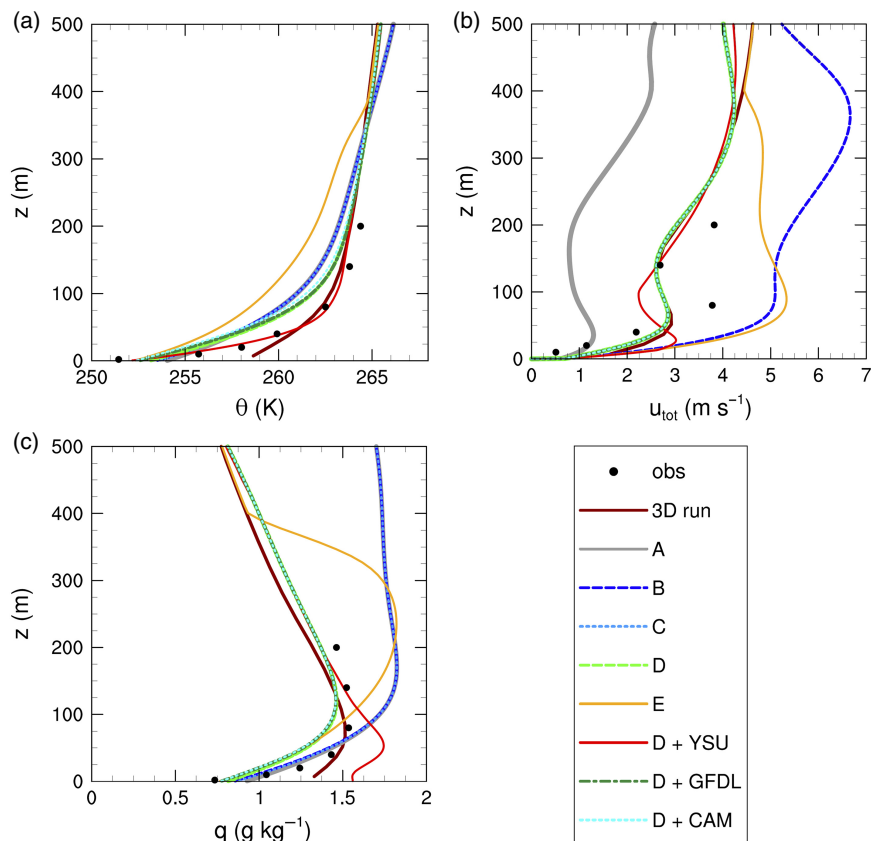 (a)
500
400
300
200
100
0
z (m)
250
255
260
265
θ (K)
(b)
500
400
300
200
100
0
z (m)
0
1
2
3
4
5
6
7
u_tot (m s⁻¹)
(c)
500
400
300
200
100
0
z (m)
0
0.5
1
1.5
2
q (g kg⁻¹)
obs
3D run
A
B
C
D
E
D + YSU
D + GFDL
D + CAM